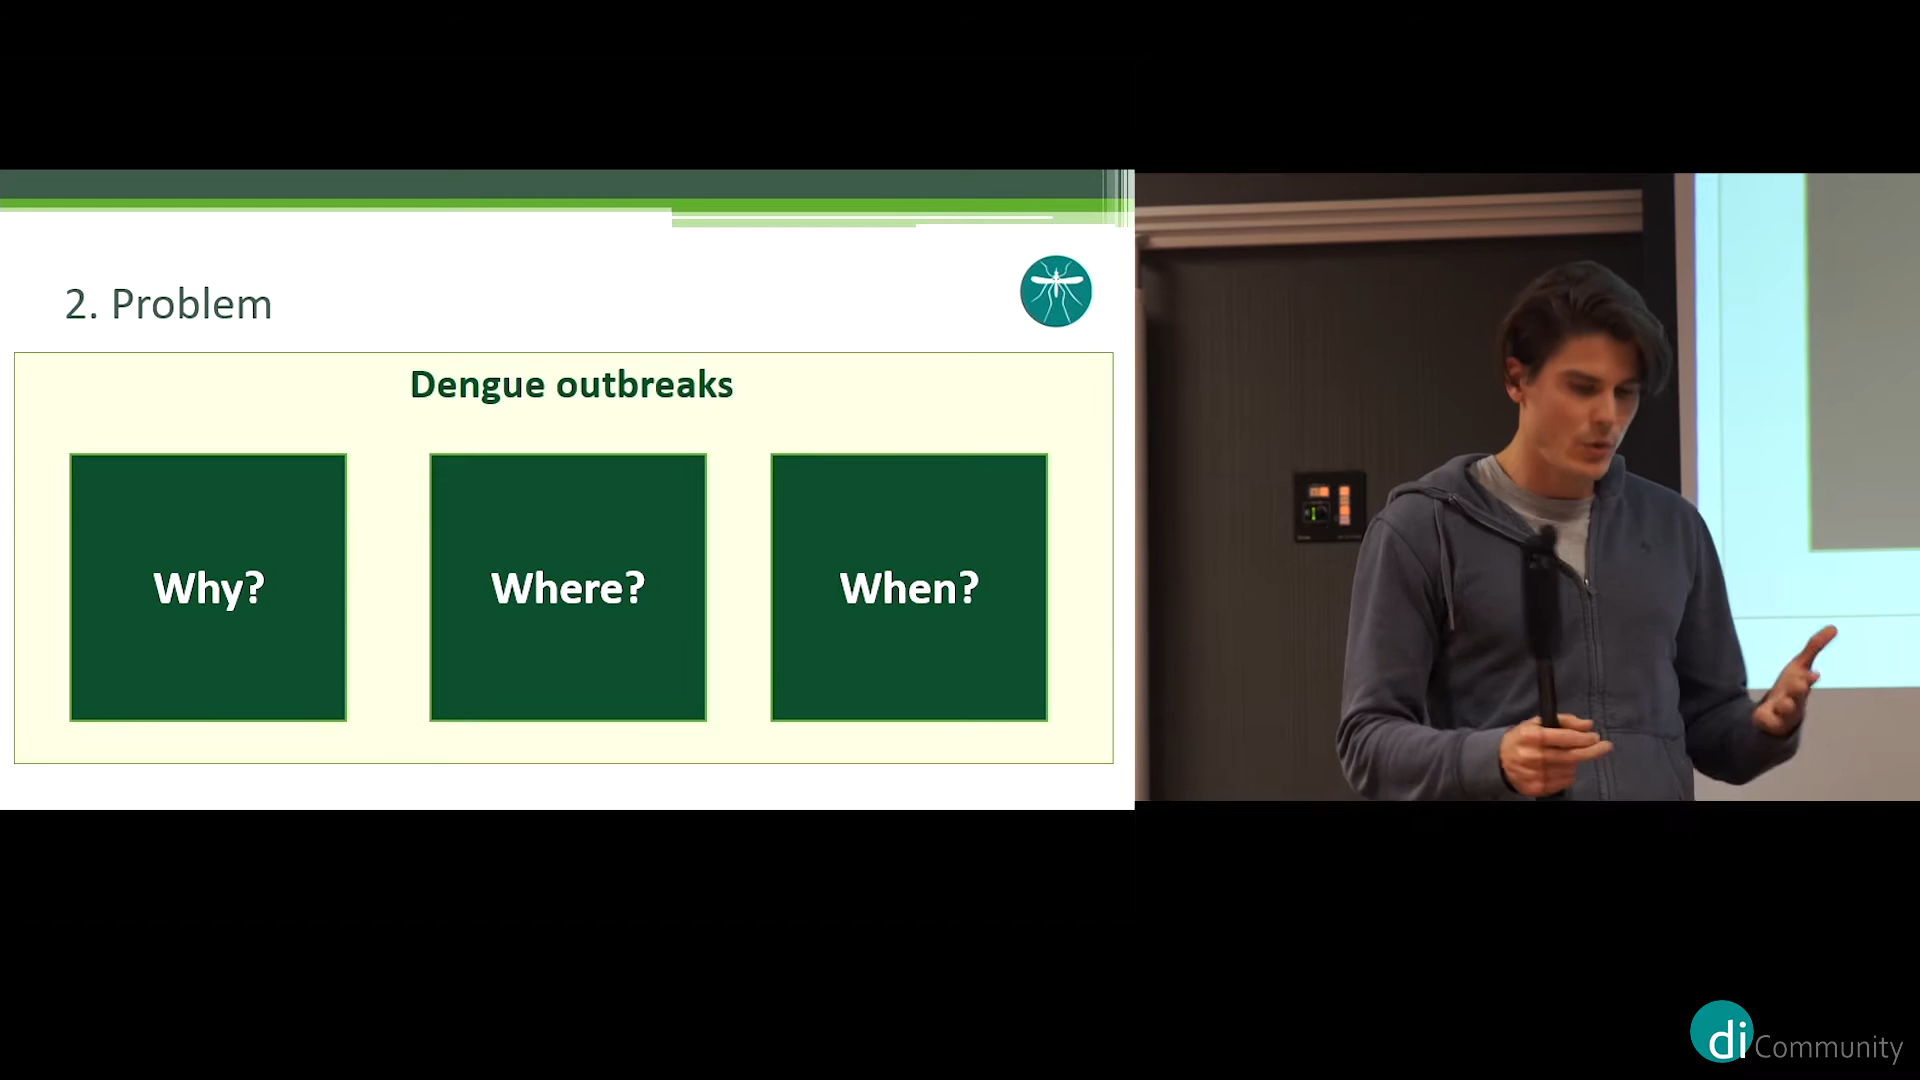 2. Problem
Dengue outbreaks
Why?
Where?
When?
di Community